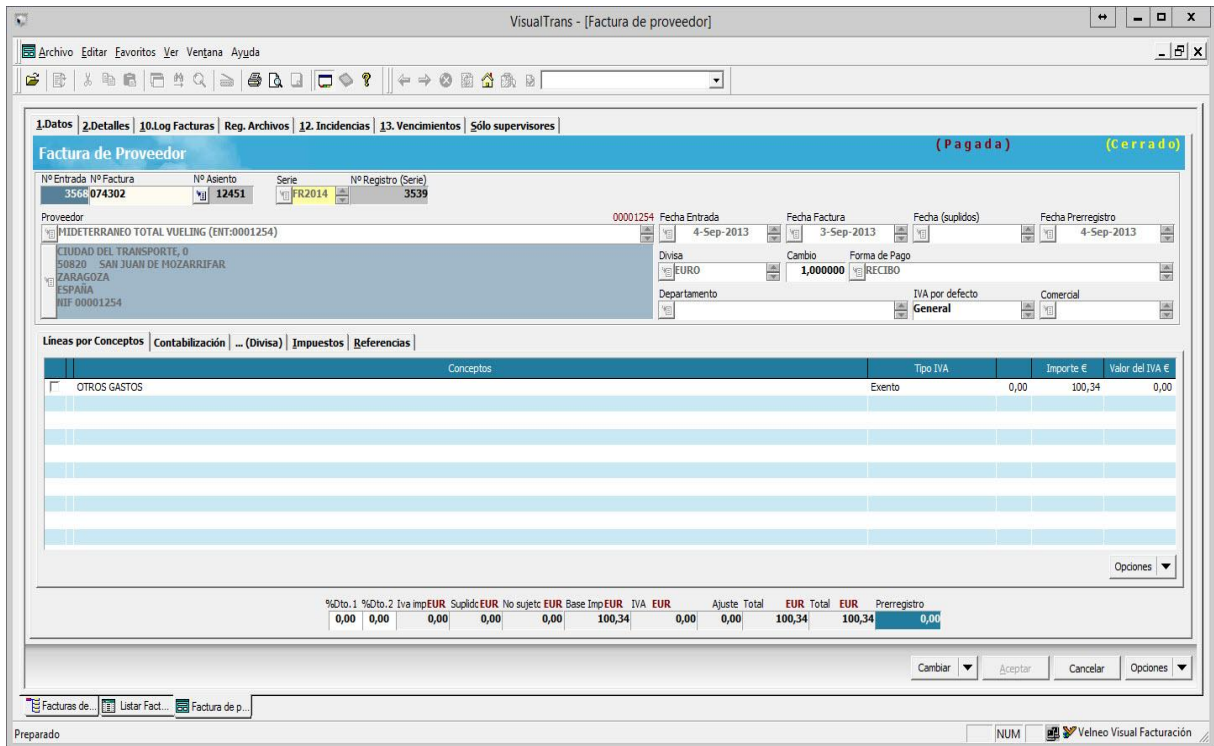 VisualTrans - [Factura de proveedor]
Archivo Editar Favoritos Ver Ventana Ayuda
1.Datos 2.Detalles 10.Log Facturas Reg. Archivos 12. Incidencias 13. Vencimientos Sólo supervisores
Factura de Proveedor (Pagada) (Cerrado)
Nº Entrada Nº Factura Nº Asiento Serie Nº Registro (Serie)
3568 074302 12451 FR2014 3539
Proveedor 00001254 Fecha Entrada Fecha Factura Fecha (suplidos) Fecha Prerregistro
MIDETERRANEO TOTAL VUELING (ENT:0001254) 4-Sep-2013 3-Sep-2013 4-Sep-2013
CIUDAD DEL TRANSPORTE, 0
50820 SAN JUAN DE MOZARRIFAR
ZARAGOZA
ESPAÑA
NIF 00001254
Divisa Cambio Forma de Pago
EURO 1,000000 RECIBO
Departamento IVA por defecto Comercial
General
Líneas por Conceptos Contabilización ... (Divisa) Impuestos Referencias
Conceptos Tipo IVA Importe € Valor del IVA €
OTROS GASTOS Exento 0,00 100,34 0,00
Opciones
%Dto.1 %Dto.2 Iva imp EUR Suplidc EUR No sujetc EUR Base Imp EUR IVA EUR Ajuste Total EUR Total EUR Prerregistro
0,00 0,00 0,00 0,00 0,00 100,34 0,00 0,00 100,34 100,34 0,00
Cambiar Aceptar Cancelar Opciones
Facturas de... Listar Fact... Factura de p...
Preparado NUM Velneo Visual Facturación